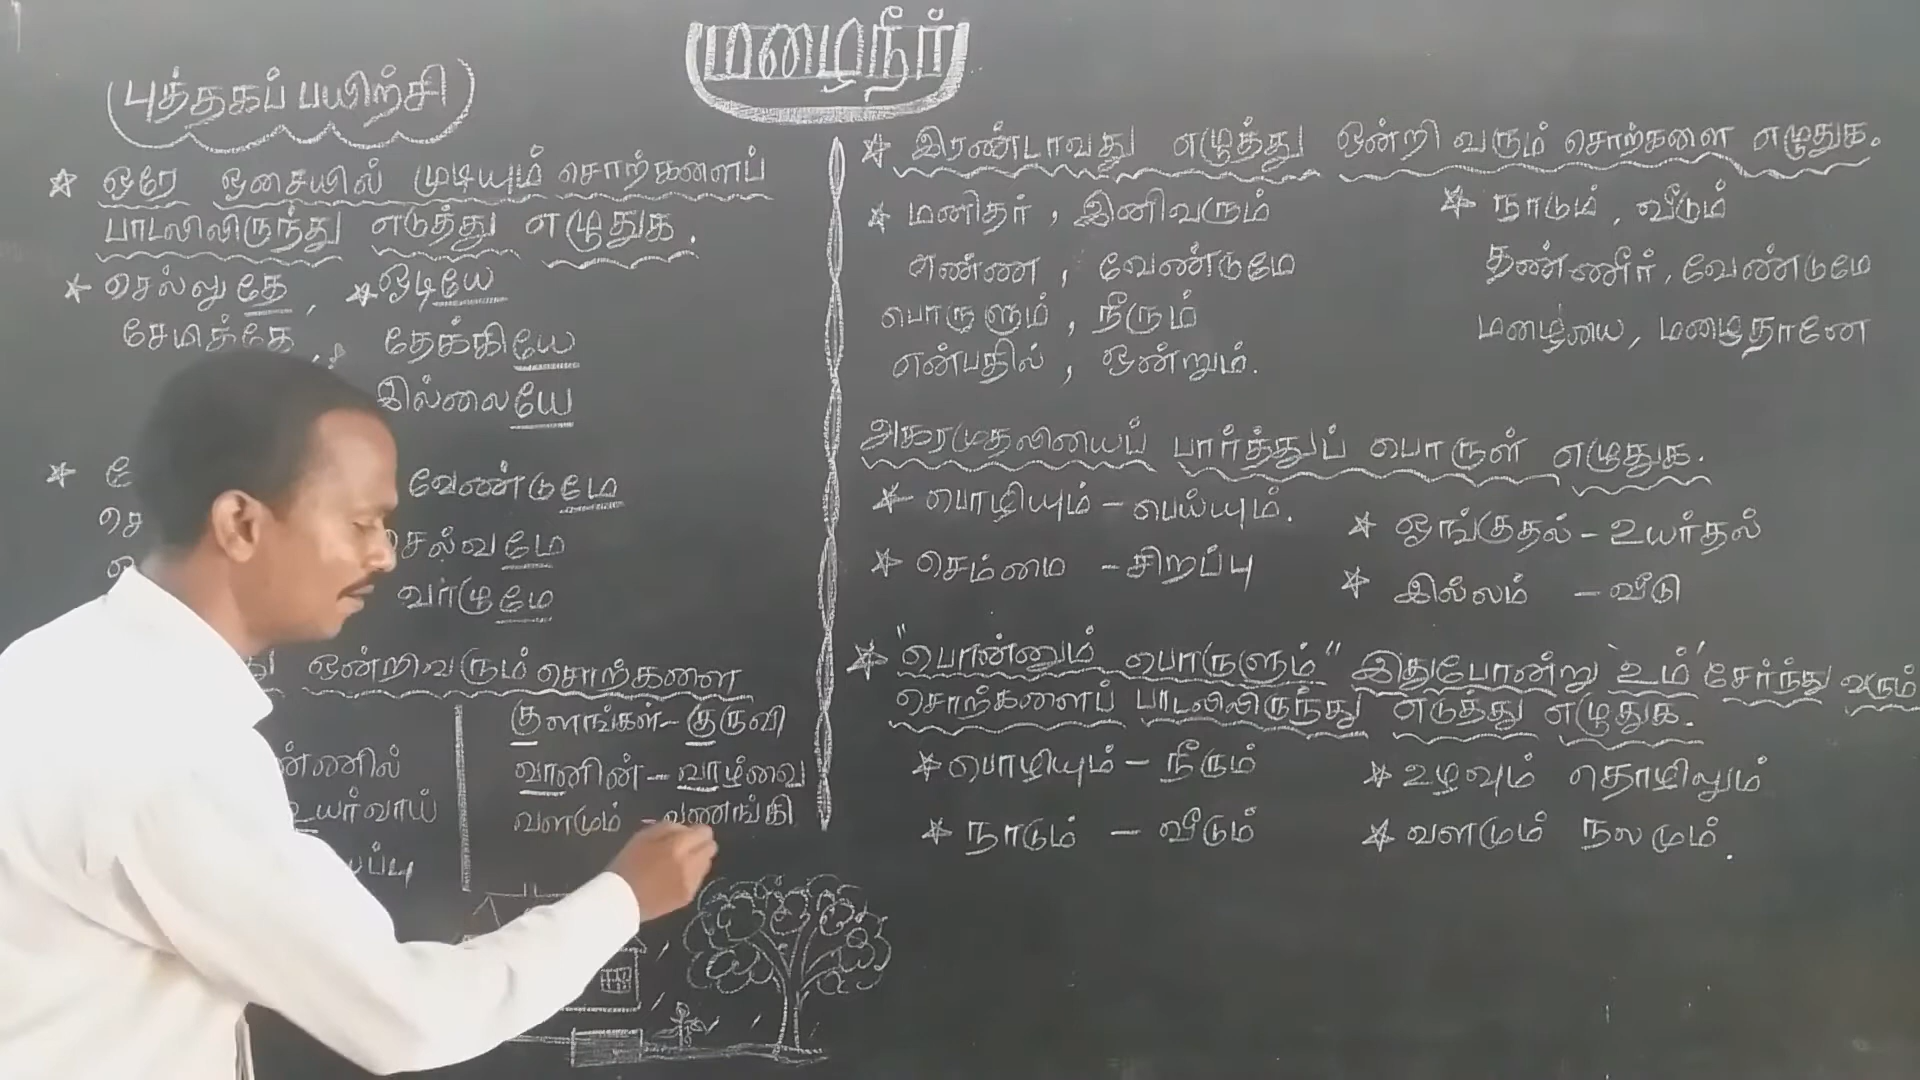 மழைநீர்
புத்தகப் பயிற்சி
ஒரே ஓசையில் முடியும் சொற்களைப்
பாடலிலிருந்து எடுத்து எழுதுக.
செல்லுதே , ஓடியே
சேமிக்கே , தேக்கியே
இல்லையே
வேண்டுமே
செல்வமே
வாழுமே
ஒன்றிவரும் சொற்களை
குளங்கள் - குருவி
வானின் - வாழ்வை
உயர்வாய்
வளமும் - வணங்கி
இரண்டாவது எழுத்து ஒன்றி வரும் சொற்களை எழுதுக.
மனிதர் , இனிவரும்
எண்ண , வேண்டுமே
பொருளும் , நீரும்
என்பதில் , ஒன்றும்.
நாடும் , வீடும்
தண்ணீர் , வேண்டுமே
மழையை , மழைதானே
அகரமுதலியைப் பார்த்துப் பொருள் எழுதுக.
பொழியும் - பெய்யும்.
செம்மை - சிறப்பு
ஓங்குதல் - உயர்தல்
இல்லம் - வீடு
"பொன்னும் பொருளும்" இதுபோன்று 'உம்' சேர்ந்து வரும்
சொற்களைப் பாடலிலிருந்து எடுத்து எழுதுக.
பொழியும் - நீரும்
நாடும் - வீடும்
உழவும் தொழிலும்
வளமும் நலமும்.